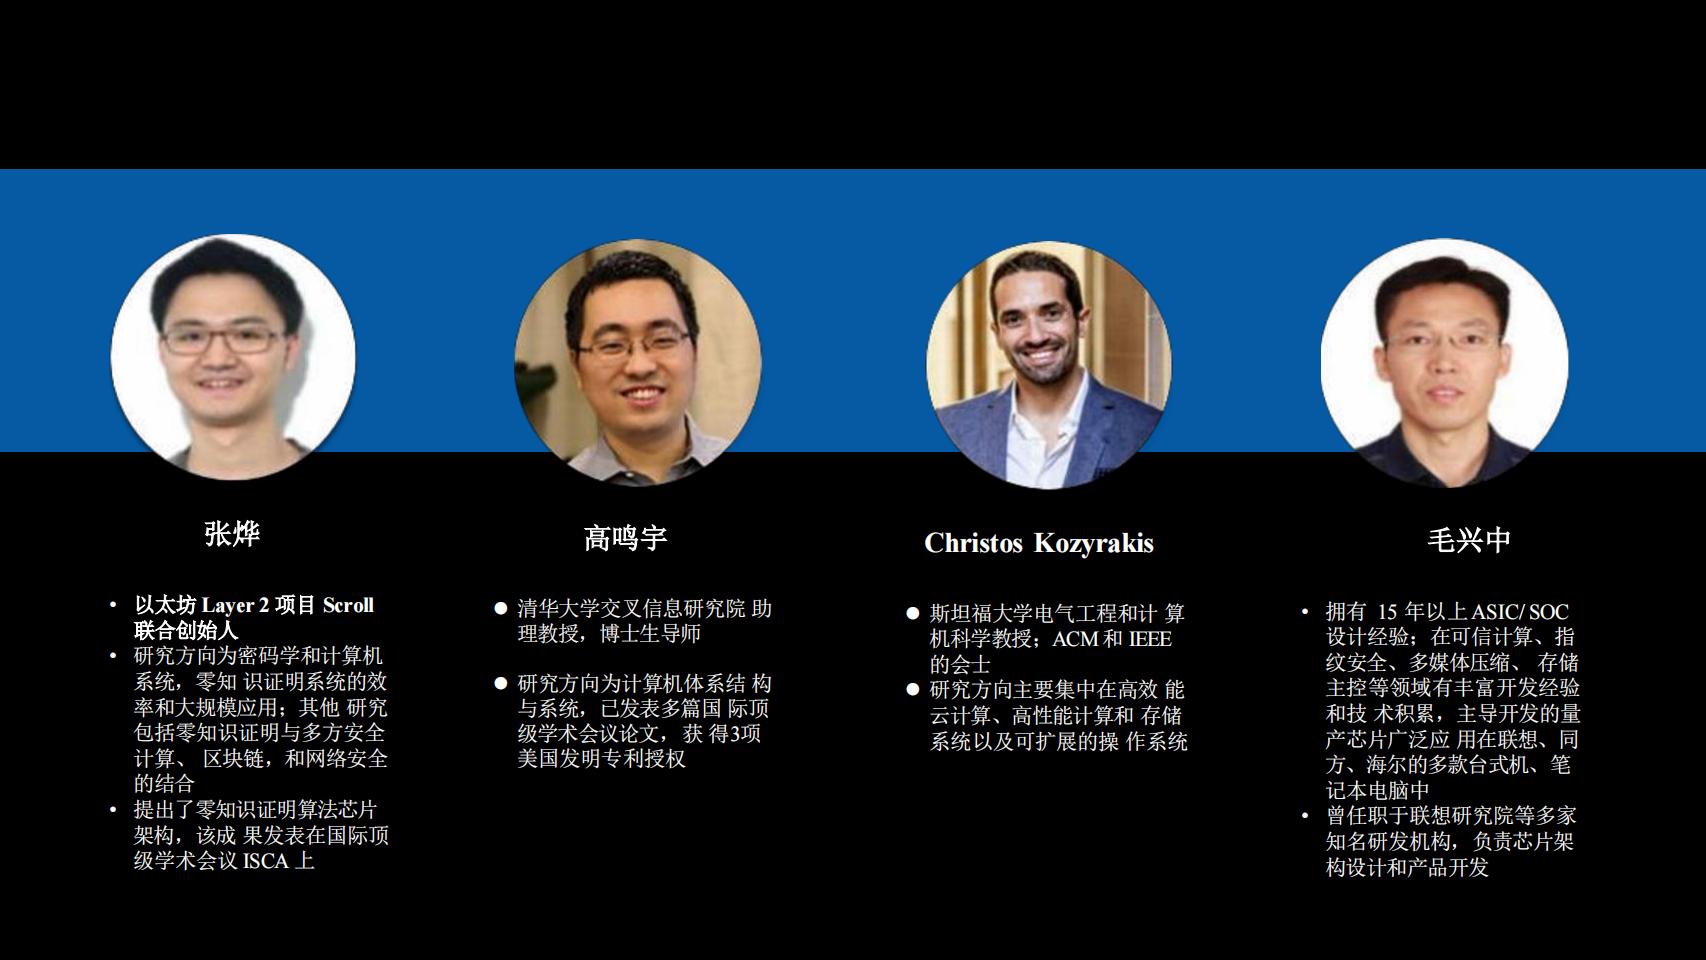 张烨
以太坊 Layer 2 项目 Scroll
联合创始人
研究方向为密码学和计算机
系统，零知 识证明系统的效
率和大规模应用；其他 研究
包括零知识证明与多方安全
计算、 区块链，和网络安全
的结合
提出了零知识证明算法芯片
架构，该成 果发表在国际顶
级学术会议 ISCA 上
高鸣宇
清华大学交叉信息研究院 助
理教授，博士生导师
研究方向为计算机体系结 构
与系统，已发表多篇国 际顶
级学术会议论文， 获 得3项
美国发明专利授权
Christos Kozyrakis
斯坦福大学电气工程和计 算
机科学教授；ACM 和 IEEE
的会士
研究方向主要集中在高效 能
云计算、高性能计算和 存储
系统以及可扩展的操 作系统
毛兴中
拥有 15 年以上 ASIC/ SOC
设计经验；在可信计算、指
纹安全、多媒体压缩、 存储
主控等领域有丰富开发经验
和技 术积累，主导开发的量
产芯片广泛应 用在联想、同
方、海尔的多款台式机、笔
记本电脑中
曾任职于联想研究院等多家
知名研发机构，负责芯片架
构设计和产品开发